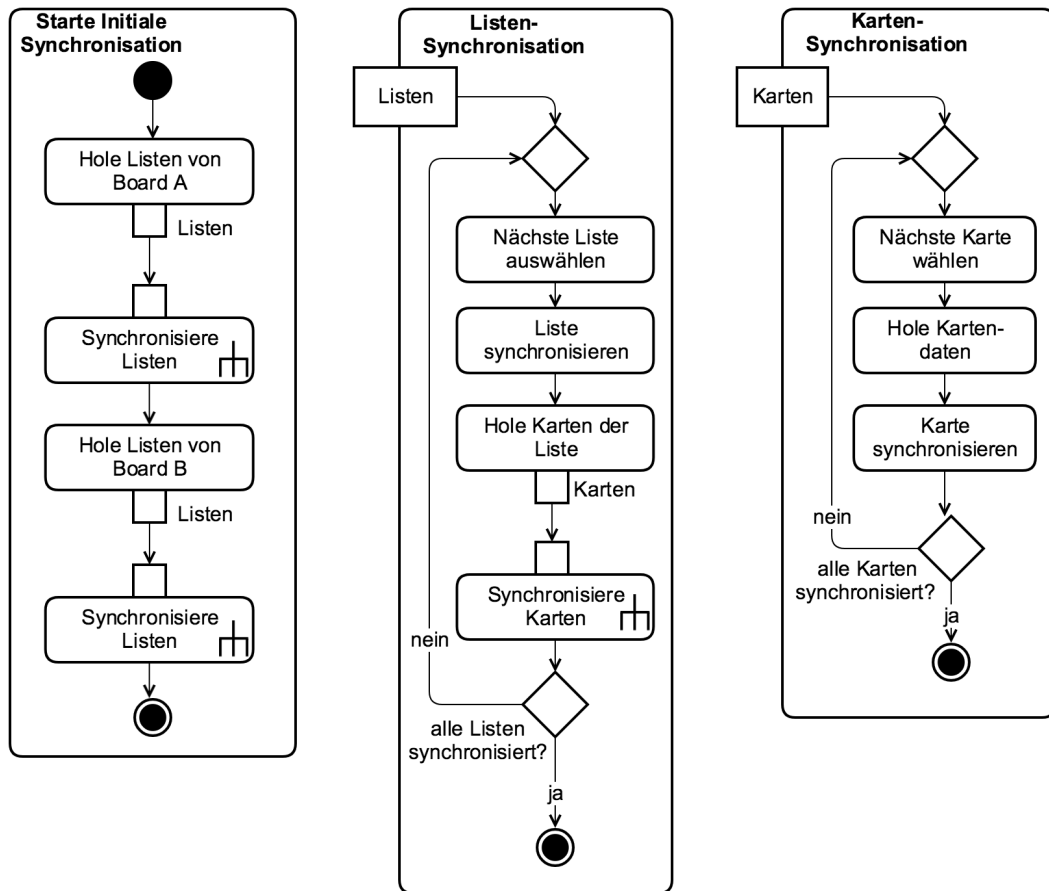 Starte Initiale
Synchronisation
Hole Listen von
Board A
Listen
Synchronisiere
Listen
Hole Listen von
Board B
Listen
Synchronisiere
Listen
Listen-
Synchronisation
Listen
Nächste Liste
auswählen
Liste
synchronisieren
Hole Karten der
Liste
Karten
Synchronisiere
Karten
nein
alle Listen
synchronisiert?
ja
Karten-
Synchronisation
Karten
Nächste Karte
wählen
Hole Karten-
daten
Karte
synchronisieren
nein
alle Karten
synchronisiert?
ja